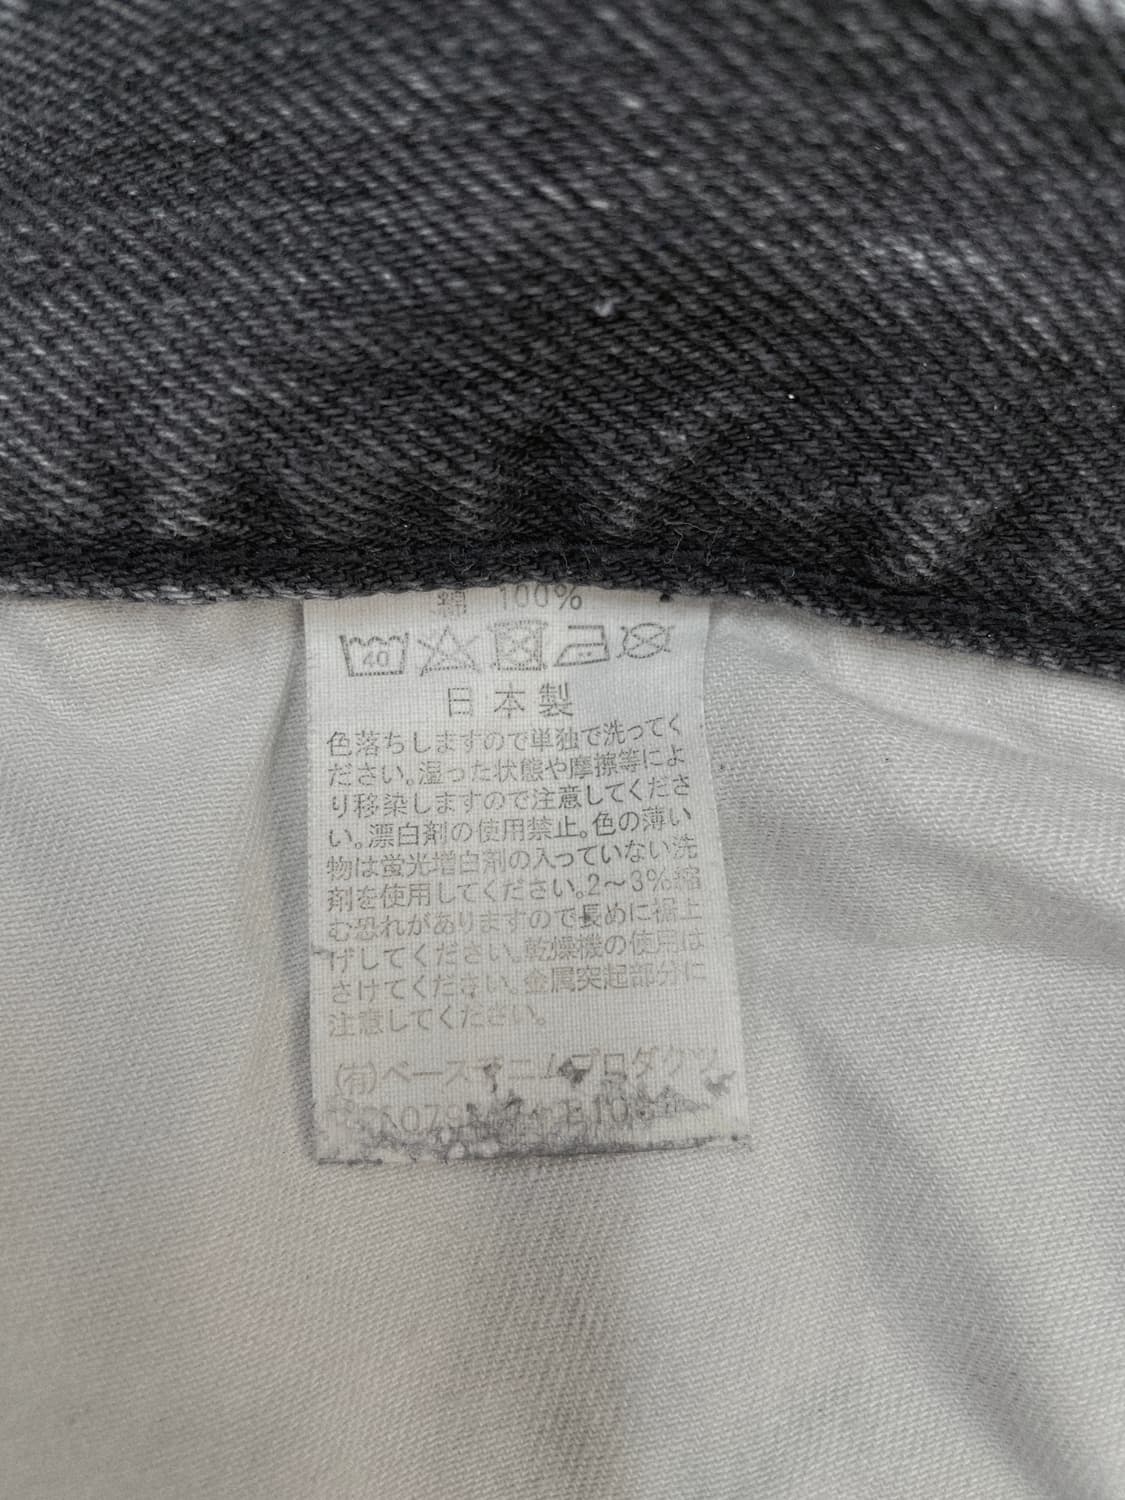 綿 100%
40
日本製
色落ちしますので単独で洗ってく
ださい。湿った状態や摩擦等によ
り移染しますので注意してくださ
い。漂白剤の使用禁止。色の薄い
物は蛍光増白剤の入っていない洗
剤を使用してください。2～3%縮
む恐れがありますので長めに裾上
げしてください。乾燥機の使用は
さけてください。金属突起部分に
注意してください。
(有)ベースデニムプロダクツ